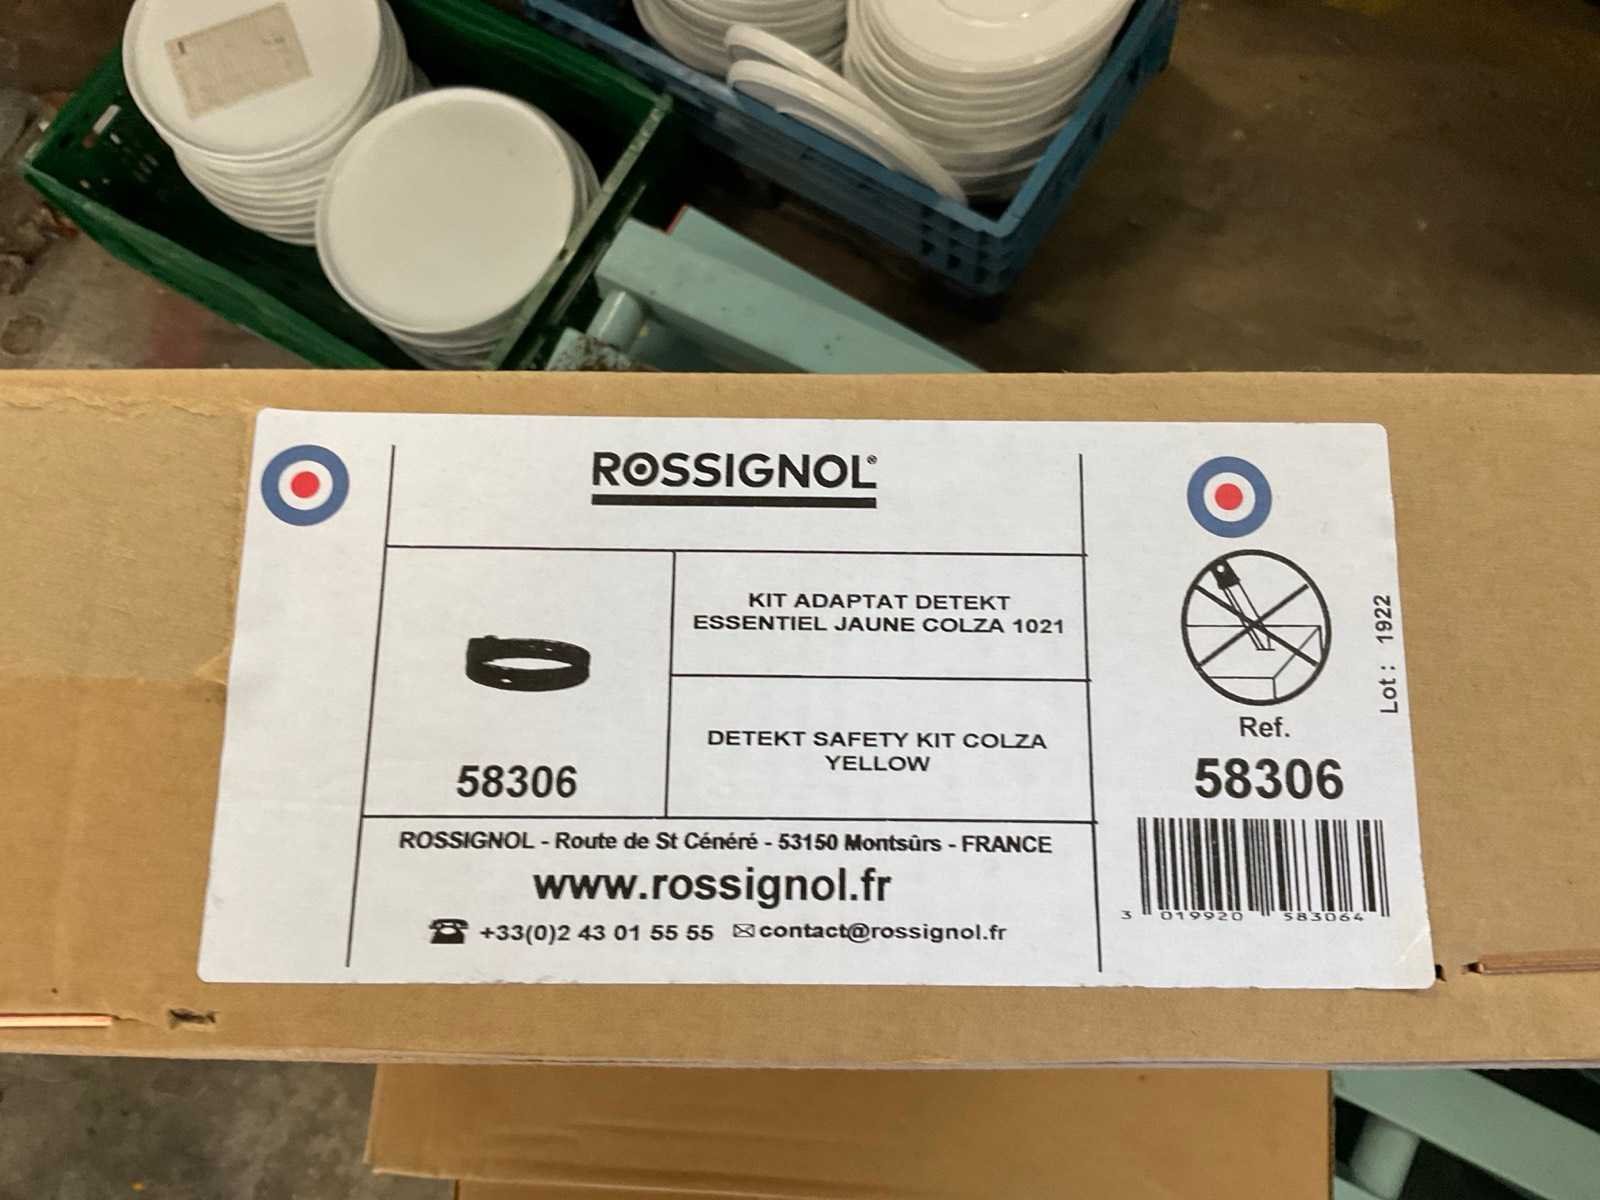 ROSSIGNOL®
KIT ADAPTAT DETEKT
ESSENTIEL JAUNE COLZA 1021
58306
DETEKT SAFETY KIT COLZA
YELLOW
ROSSIGNOL - Route de St Cénéré - 53150 Montsûrs - FRANCE
www.rossignol.fr
+33(0)2 43 01 55 55 contact@rossignol.fr
Lot : 1922
Ref.
58306
3 019920 583064